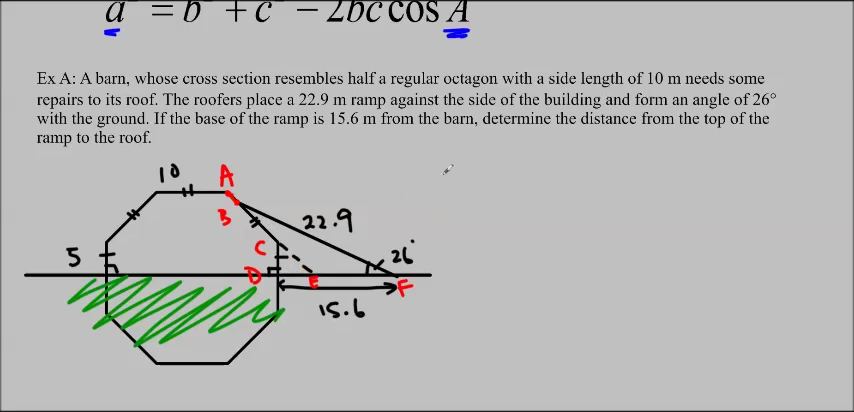 a² = b² + c² − 2bc cos A
Ex A: A barn, whose cross section resembles half a regular octagon with a side length of 10 m needs some
repairs to its roof. The roofers place a 22.9 m ramp against the side of the building and form an angle of 26°
with the ground. If the base of the ramp is 15.6 m from the barn, determine the distance from the top of the
ramp to the roof.
10
A
B
22.9
C
26°
5
D
E
F
15.6